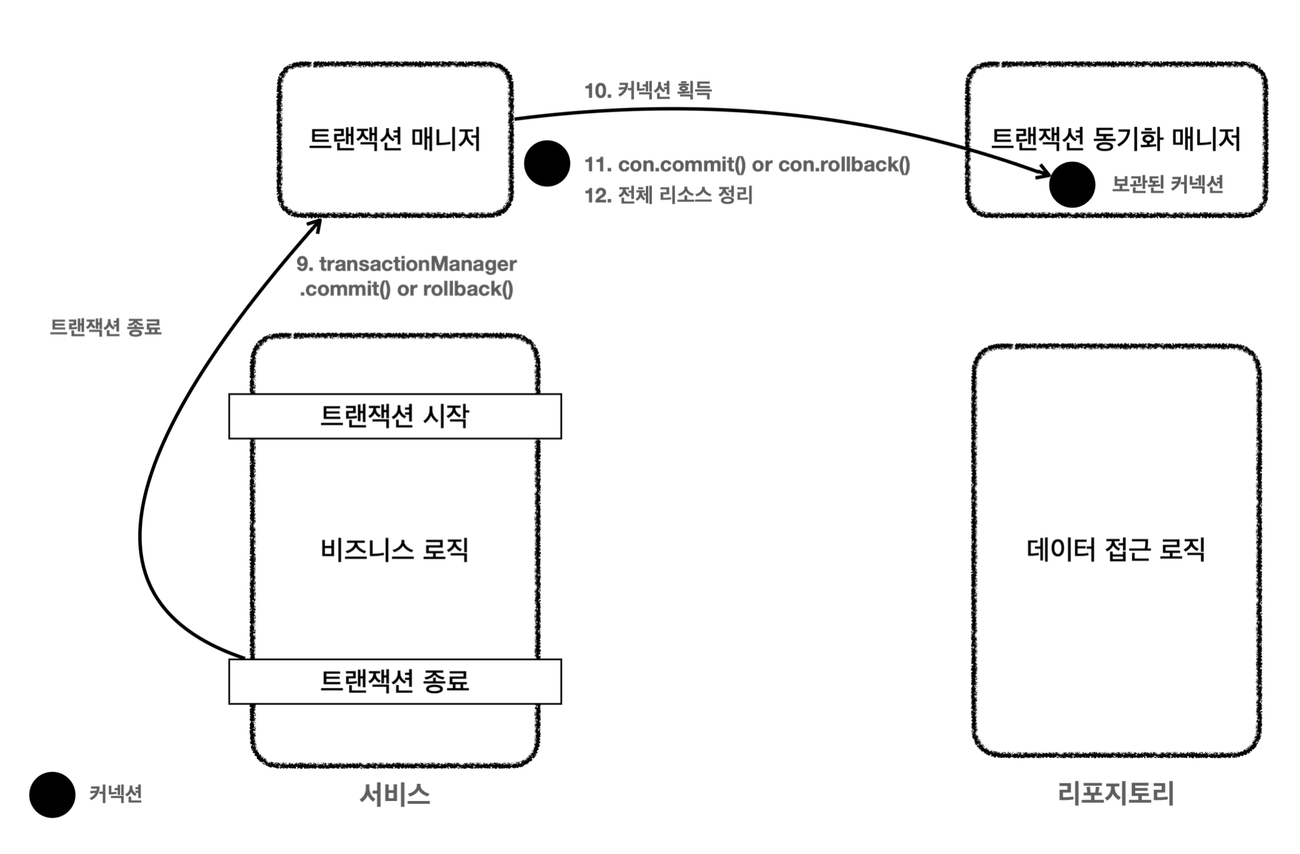 10. 커넥션 획득
트랜잭션 매니저
트랜잭션 동기화 매니저
11. con.commit() or con.rollback()
12. 전체 리소스 정리
보관된 커넥션
9. transactionManager
.commit() or rollback()
트랜잭션 종료
트랜잭션 시작
비즈니스 로직
데이터 접근 로직
트랜잭션 종료
커넥션
서비스
리포지토리